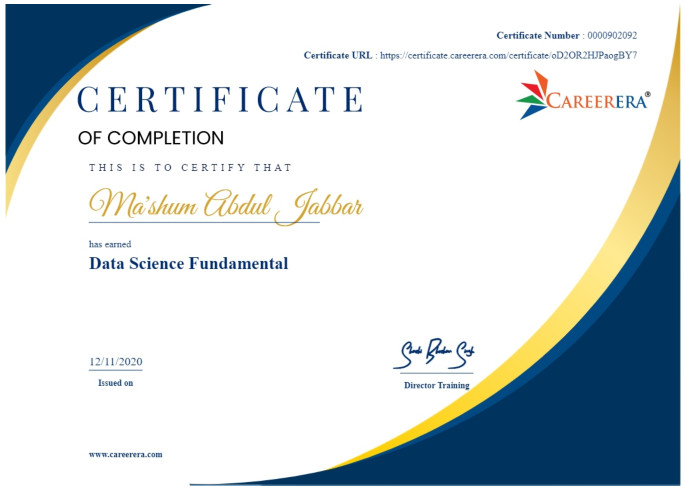 Certificate Number : 0000902092
Certificate URL : https://certificate.careerera.com/certificate/oD2OR2HJPaogBY7
CERTIFICATE
CAREERERA®
OF COMPLETION
THIS IS TO CERTIFY THAT
Ma'shum Abdul Jabbar
has earned
Data Science Fundamental
12/11/2020
Issued on
Director Training
www.careerera.com